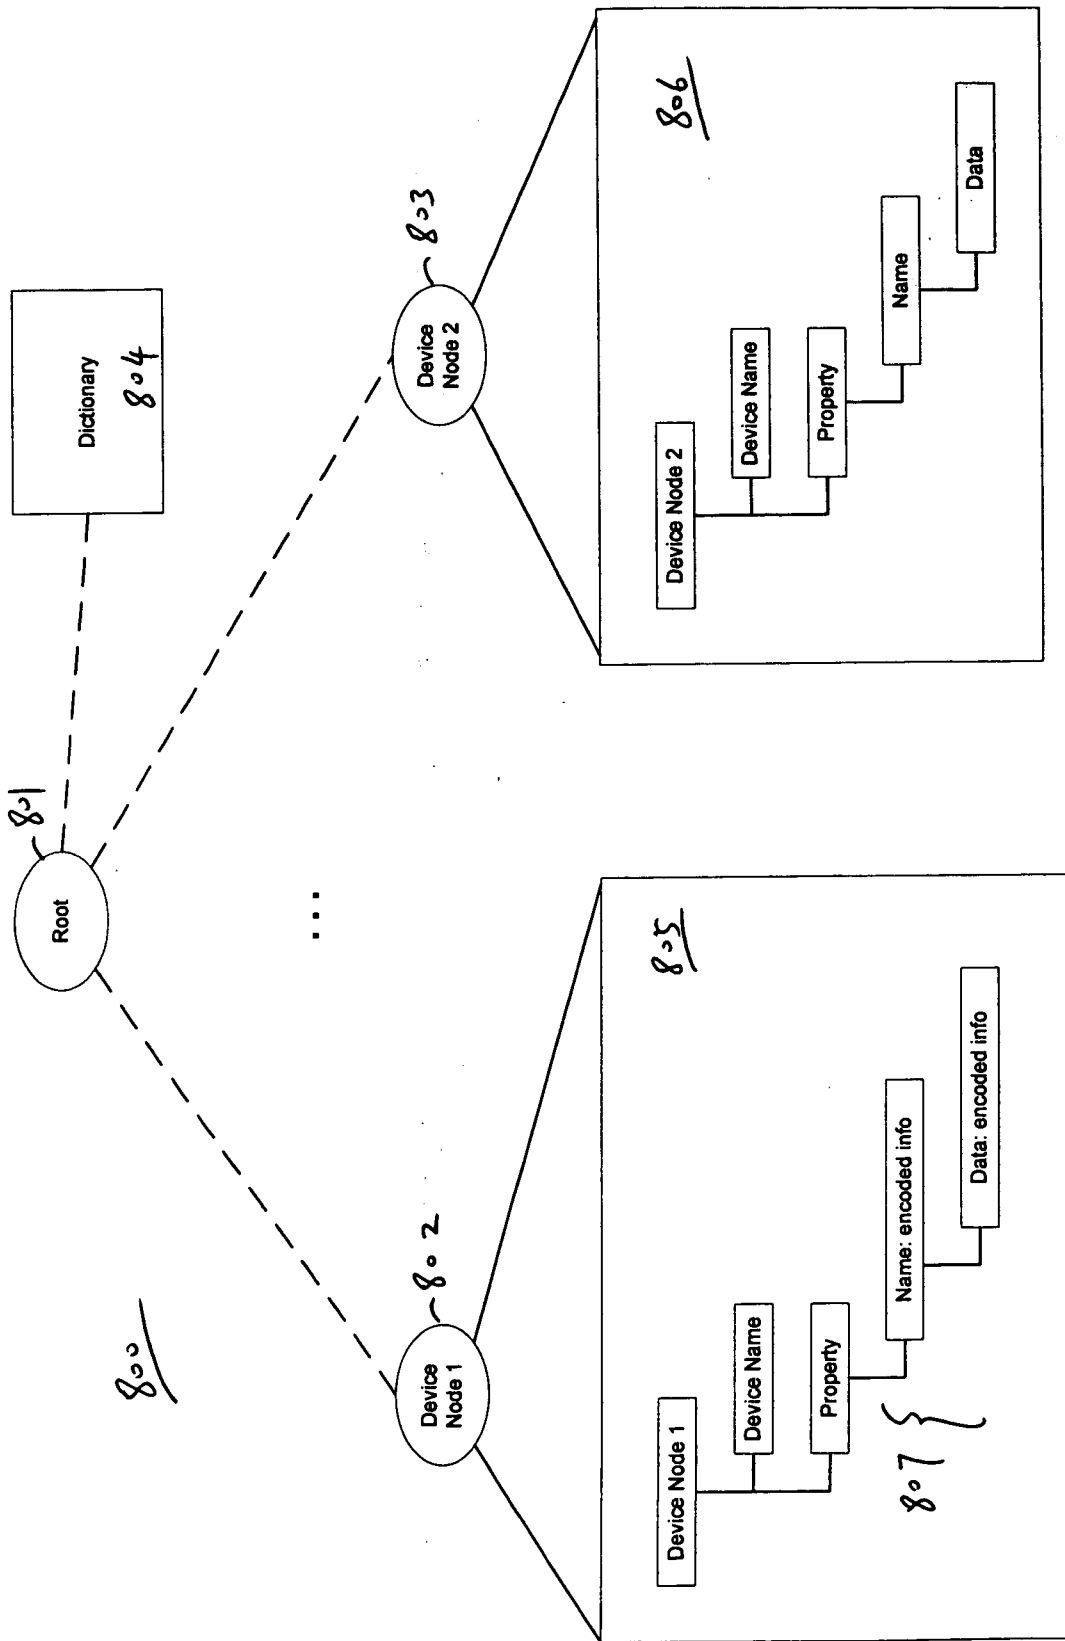 800
Root
801
Dictionary
804
...
Device
Node 1
802
Device
Node 2
803
805
Device Node 1
Device Name
Property
807
Name: encoded info
Data: encoded info
806
Device Node 2
Device Name
Property
Name
Data